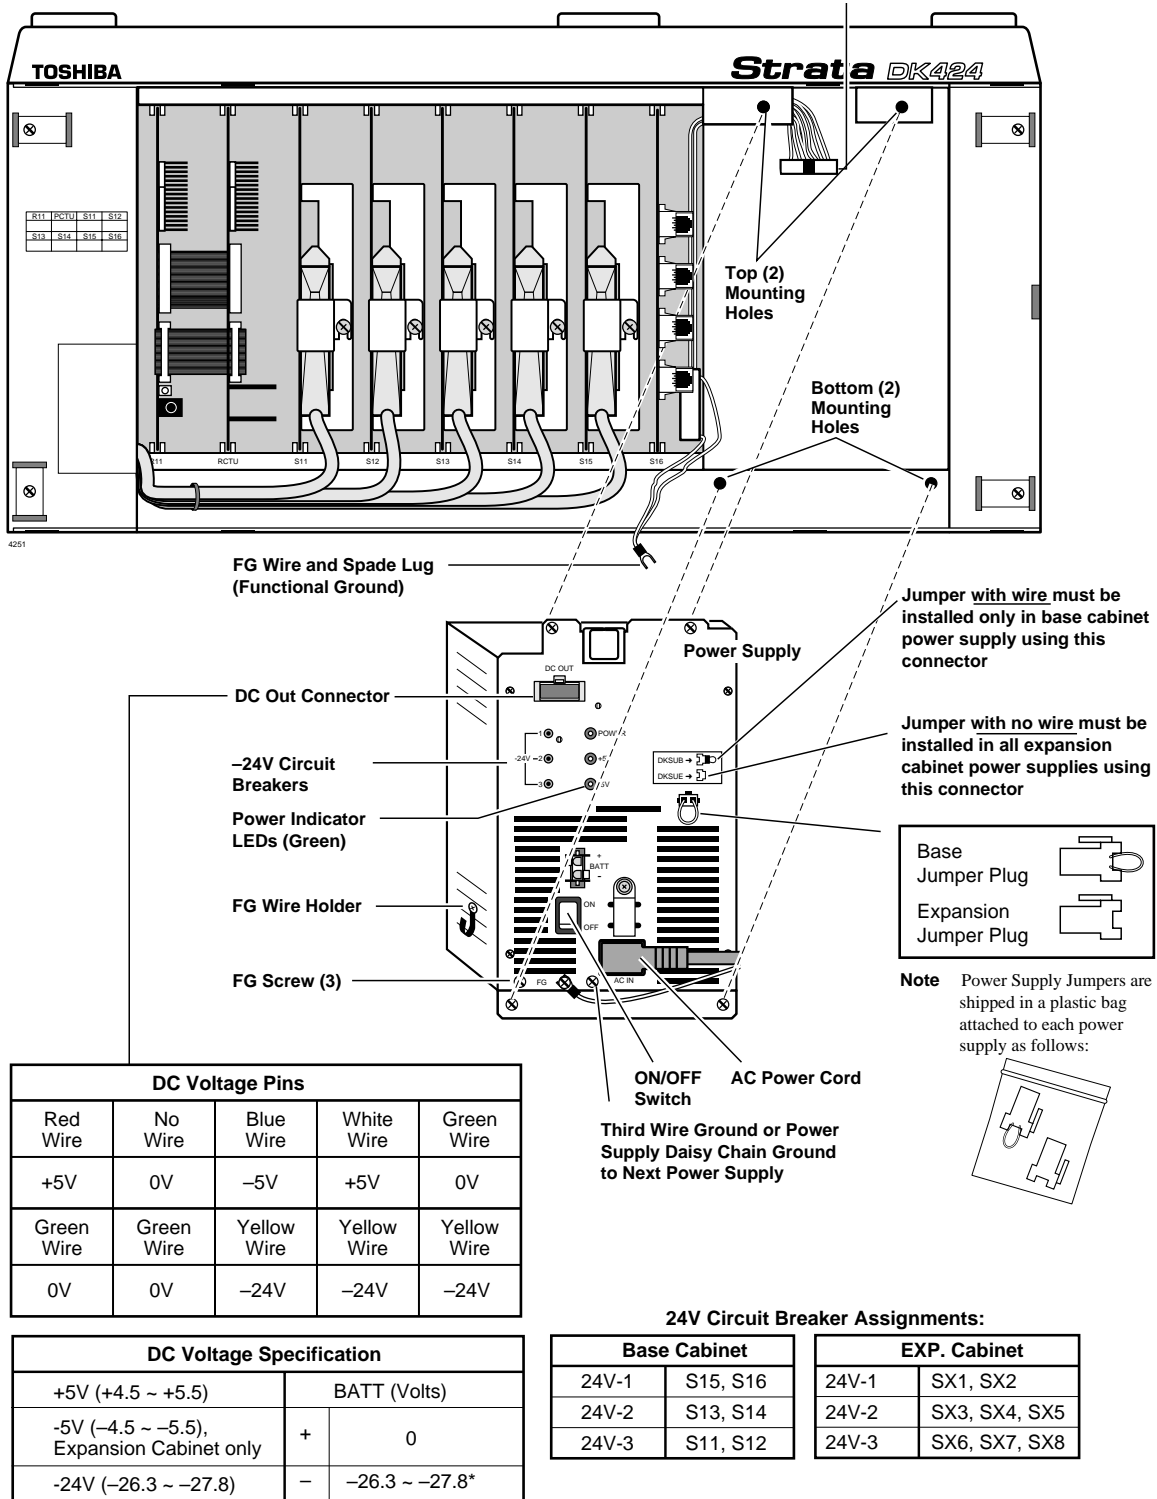 TOSHIBA
Strata DK424
R11 PCTU S11 S12
S13 S14 S15 S16
Top (2)
Mounting
Holes
Bottom (2)
Mounting
Holes
R11 RCTU S11 S12 S13 S14 S15 S16
4251
FG Wire and Spade Lug
(Functional Ground)
Jumper with wire must be
installed only in base cabinet
power supply using this
connector
Power Supply
DC OUT
DC Out Connector
Jumper with no wire must be
installed in all expansion
cabinet power supplies using
this connector
1
POWER
-24V 2
+5V
3
-5V
DKSUB
DKSUE
–24V Circuit
Breakers
Power Indicator
LEDs (Green)
Base
Jumper Plug
Expansion
Jumper Plug
+
BATT
-
ON
OFF
FG Wire Holder
FG Screw (3)
FG
AC IN
Note Power Supply Jumpers are
shipped in a plastic bag
attached to each power
supply as follows:
ON/OFF
Switch
AC Power Cord
Third Wire Ground or Power
Supply Daisy Chain Ground
to Next Power Supply
DC Voltage Pins
Red Wire No Wire Blue Wire White Wire Green Wire
+5V 0V –5V +5V 0V
Green Wire Green Wire Yellow Wire Yellow Wire Yellow Wire
0V 0V –24V –24V –24V
DC Voltage Specification
+5V (+4.5 ~ +5.5) BATT (Volts)
-5V (–4.5 ~ –5.5),
Expansion Cabinet only + 0
-24V (–26.3 ~ –27.8) – –26.3 ~ –27.8*
24V Circuit Breaker Assignments:
Base Cabinet
24V-1 S15, S16
24V-2 S13, S14
24V-3 S11, S12
EXP. Cabinet
24V-1 SX1, SX2
24V-2 SX3, SX4, SX5
24V-3 SX6, SX7, SX8